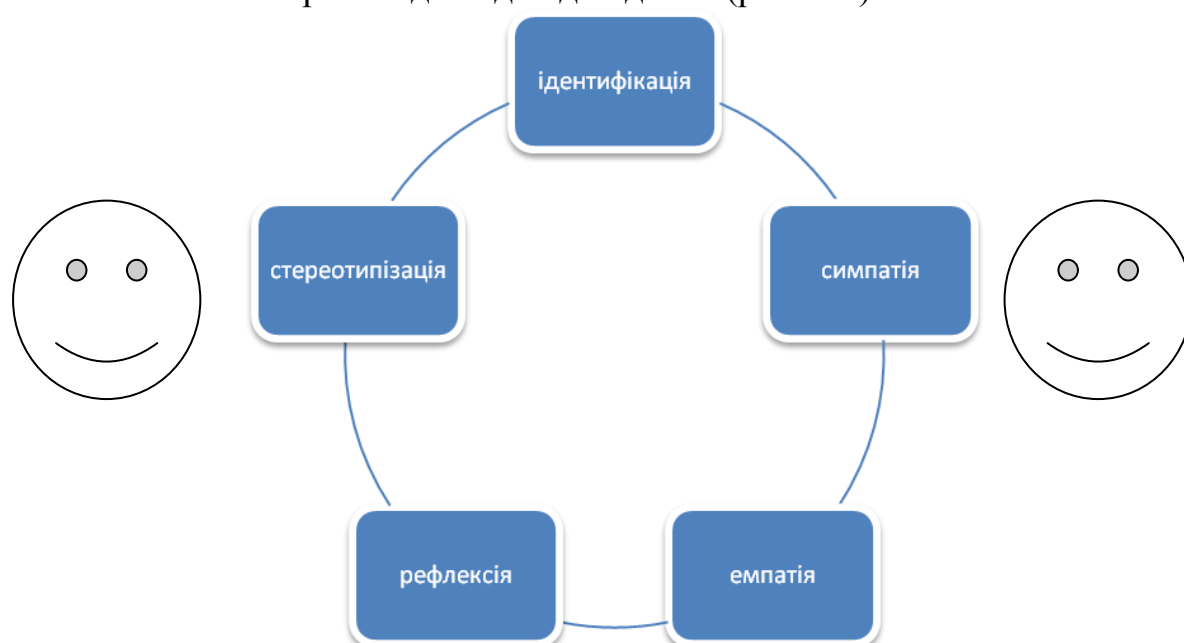 ідентифікація
стереотипізація
симпатія
рефлексія
емпатія